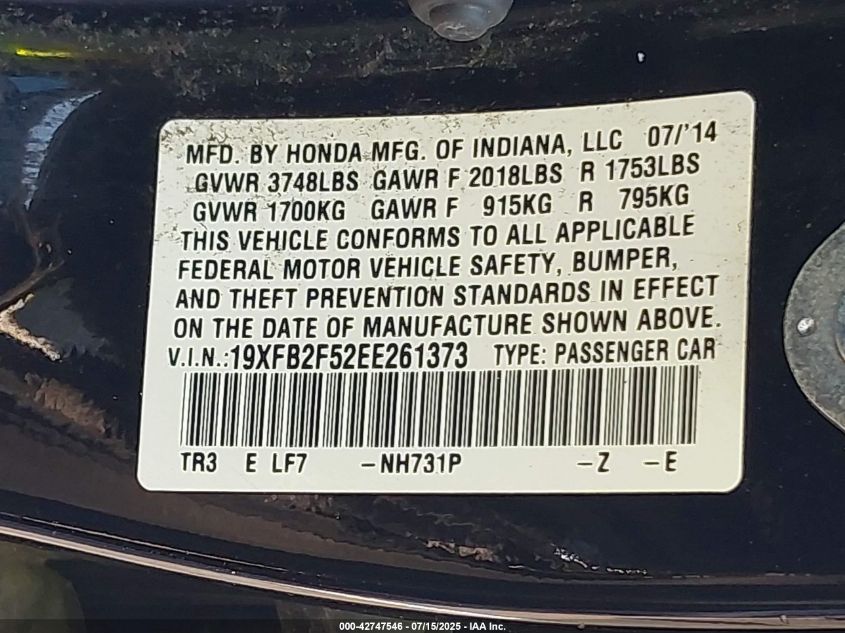 MFD. BY HONDA MFG. OF INDIANA, LLC 07/'14
GVWR 3748LBS GAWR F 2018LBS R 1753LBS
GVWR 1700KG GAWR F 915KG R 795KG
THIS VEHICLE CONFORMS TO ALL APPLICABLE
FEDERAL MOTOR VEHICLE SAFETY, BUMPER,
AND THEFT PREVENTION STANDARDS IN EFFECT
ON THE DATE OF MANUFACTURE SHOWN ABOVE.
V.I.N.:19XFB2F52EE261373 TYPE: PASSENGER CAR
TR3 E LF7 -NH731P -Z -E
000-42747546 - 07/15/2025 - IAA Inc.